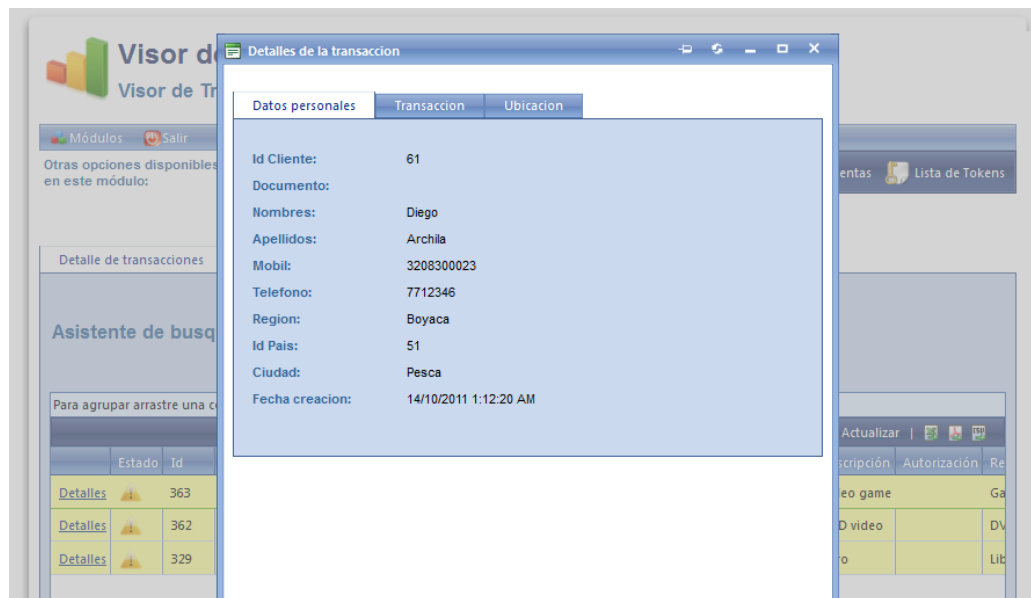 Visor de
Visor de Tr
Detalles de la transaccion
Datos personales Transaccion Ubicacion
Módulos Salir
Otras opciones disponibles
en este módulo:
entas Lista de Tokens
Id Cliente: 61
Documento:
Nombres: Diego
Apellidos: Archila
Mobil: 3208300023
Telefono: 7712346
Region: Boyaca
Id Pais: 51
Ciudad: Pesca
Fecha creacion: 14/10/2011 1:12:20 AM
Detalle de transacciones
Asistente de busq
Para agrupar arrastre una c
Actualizar |
Estado Id scripción Autorización Re
Detalles 363 eo game Ga
Detalles 362 D video DV
Detalles 329 ro Lib